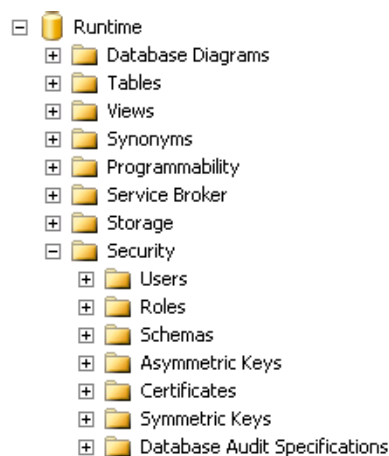 Runtime
Database Diagrams
Tables
Views
Synonyms
Programmability
Service Broker
Storage
Security
Users
Roles
Schemas
Asymmetric Keys
Certificates
Symmetric Keys
Database Audit Specifications